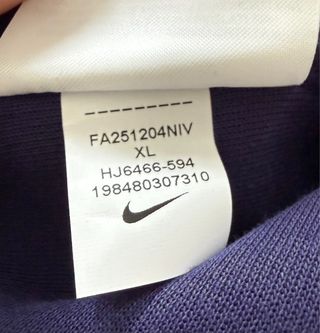 ---------
FA251204NIV
XL
HJ6466-594
198480307310